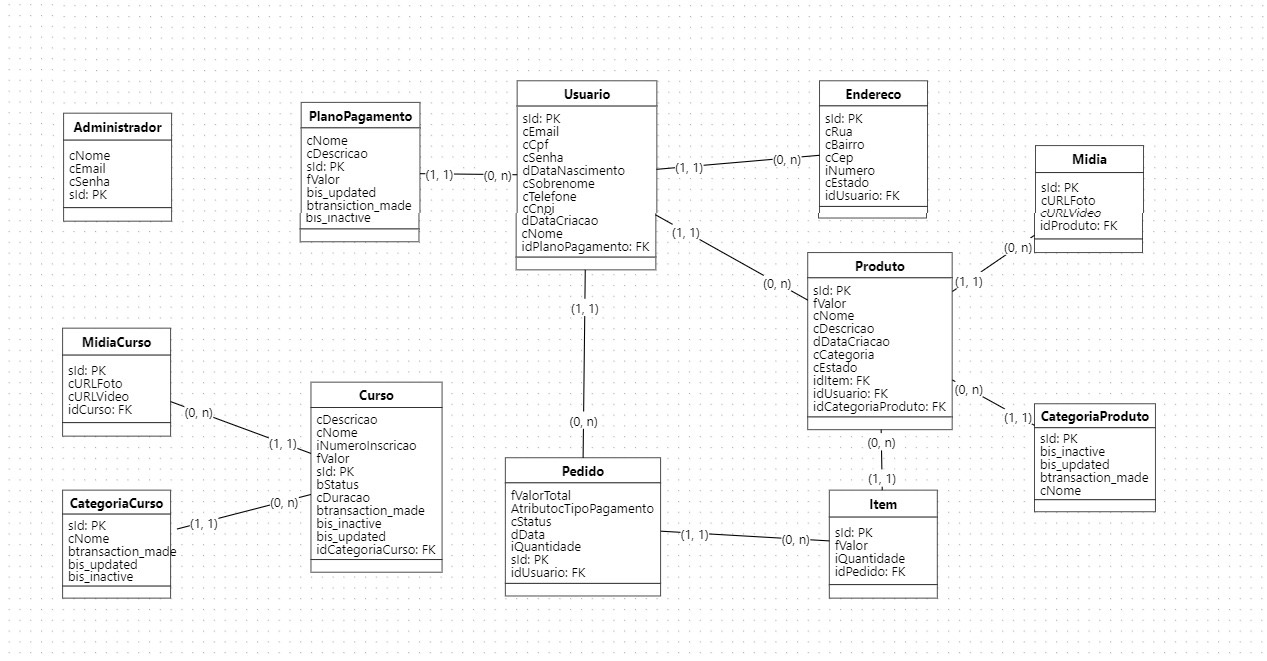 Administrador
cNome
cEmail
cSenha
sId: PK
PlanoPagamento
cNome
cDescricao
sId: PK
fValor
bis_updated
btransiction_made
bis_inactive
(1, 1)
(0, n)
Usuario
sId: PK
cEmail
cCpf
cSenha
dDataNascimento
cSobrenome
cTelefone
cCnpj
dDataCriacao
cNome
idPlanoPagamento: FK
(1, 1)
(0, n)
Endereco
sId: PK
cRua
cBairro
cCep
iNumero
cEstado
idUsuario: FK
(1, 1)
(0, n)
Midia
sId: PK
cURLFoto
cURLVideo
idProduto: FK
(0, n)
(1, 1)
Produto
sId: PK
fValor
cNome
cDescricao
dDataCriacao
cCategoria
cEstado
idItem: FK
idUsuario: FK
idCategoriaProduto: FK
(0, n)
(1, 1)
CategoriaProduto
sId: PK
bis_inactive
bis_updated
btransaction_made
cNome
(1, 1)
(0, n)
MidiaCurso
sId: PK
cURLFoto
cURLVideo
idCurso: FK
(0, n)
(1, 1)
Curso
cDescricao
cNome
iNumeroInscricao
fValor
sId: PK
bStatus
cDuracao
btransaction_made
bis_inactive
bis_updated
idCategoriaCurso: FK
CategoriaCurso
sId: PK
cNome
btransaction_made
bis_updated
bis_inactive
(1, 1)
(0, n)
Pedido
fValorTotal
AtributocTipoPagamento
cStatus
dData
iQuantidade
sId: PK
idUsuario: FK
(1, 1)
(0, n)
(0, n)
(1, 1)
Item
sId: PK
fValor
iQuantidade
idPedido: FK